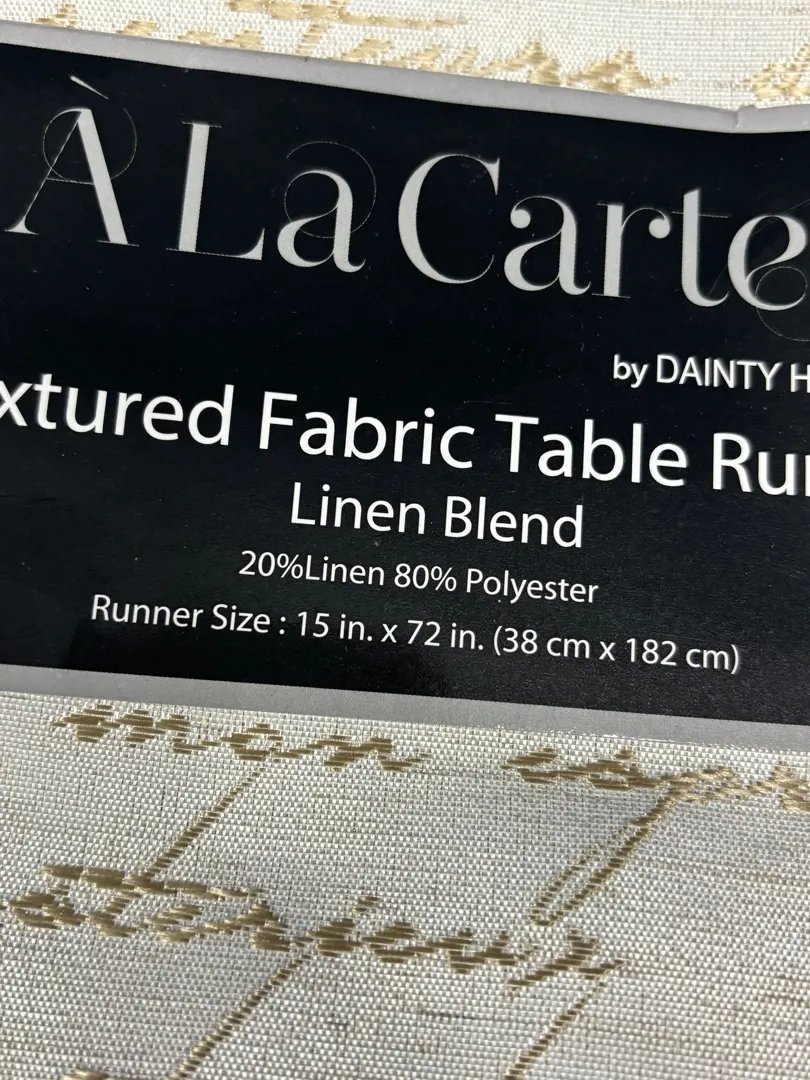 À La Carte
by DAINTY H
xtured Fabric Table Ru
Linen Blend
20%Linen 80% Polyester
Runner Size : 15 in. x 72 in. (38 cm x 182 cm)
mon